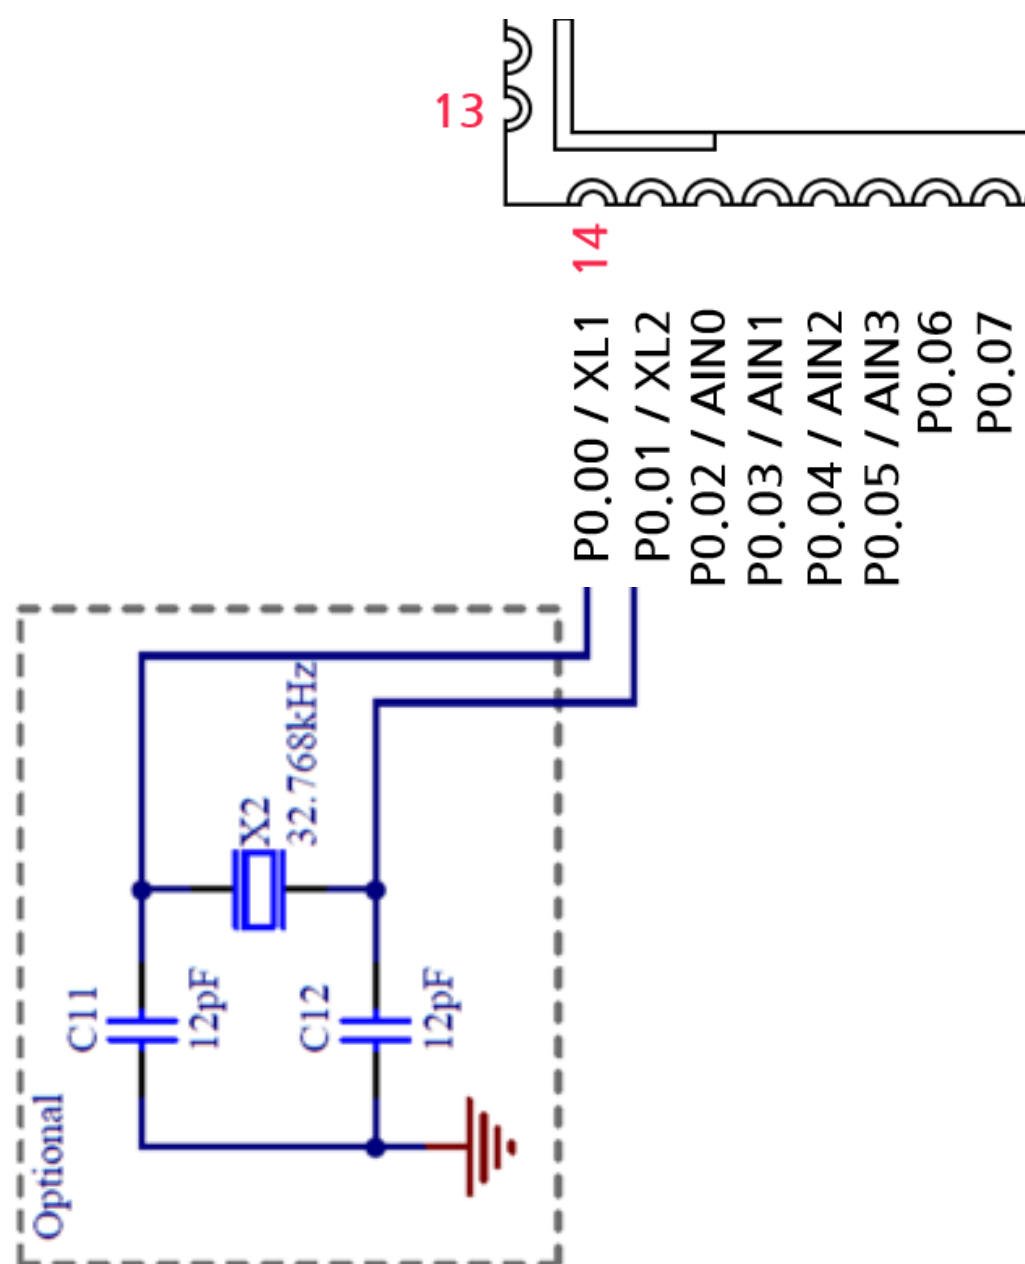 13
14
P0.00 / XL1
P0.01 / XL2
P0.02 / AIN0
P0.03 / AIN1
P0.04 / AIN2
P0.05 / AIN3
P0.06
P0.07
X2
32.768kHz
C11
12pF
C12
12pF
Optional